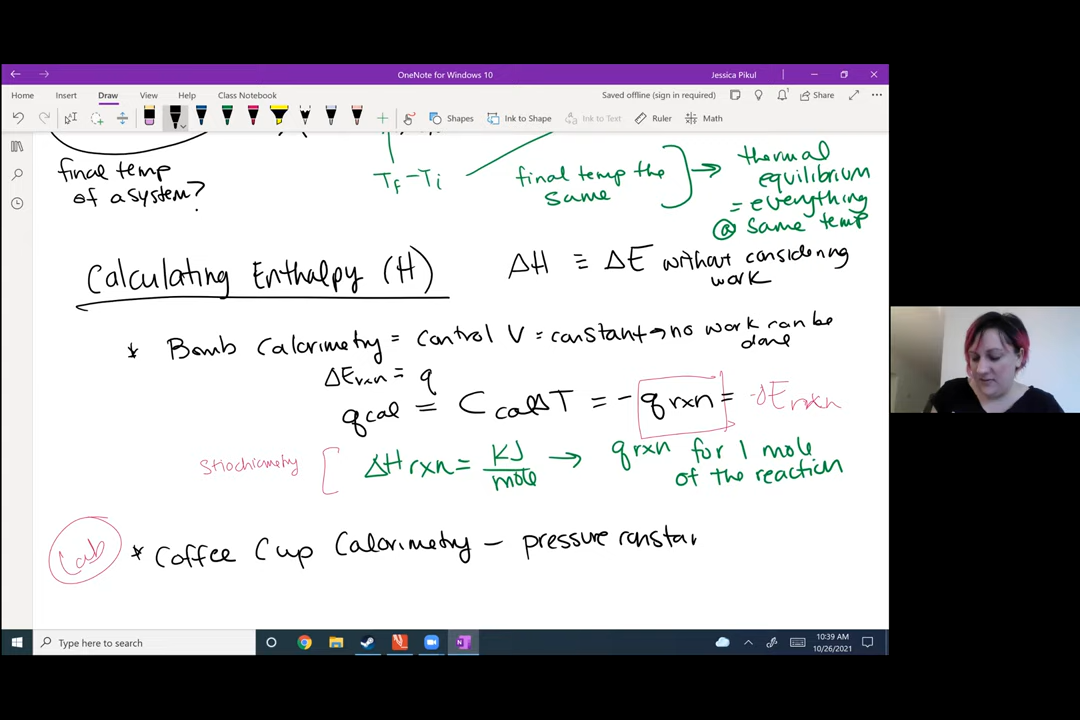 OneNote for Windows 10
Jessica Pikul
Home Insert Draw View Help Class Notebook
Saved offline (sign in required)
Share
Shapes
Ink to Shape
Ink to Text
Ruler
Math
final temp
of a system?
TF - Ti
final temp the
same
thermal
equilibrium
= everything
@ same temp
Calculating Enthalpy (H)
ΔH ≡ ΔE without considering
work
* Bomb Calorimetry = control V = constant → no work can be
done
ΔErxn = q
qcal = Ccal ΔT = - qrxn = -ΔErxn
Stiochiometry [ ΔHrxn = KJ/mole → qrxn for 1 mole
of the reaction
Lab * Coffee Cup Calorimetry – pressure constan
Type here to search
10:39 AM
10/26/2021